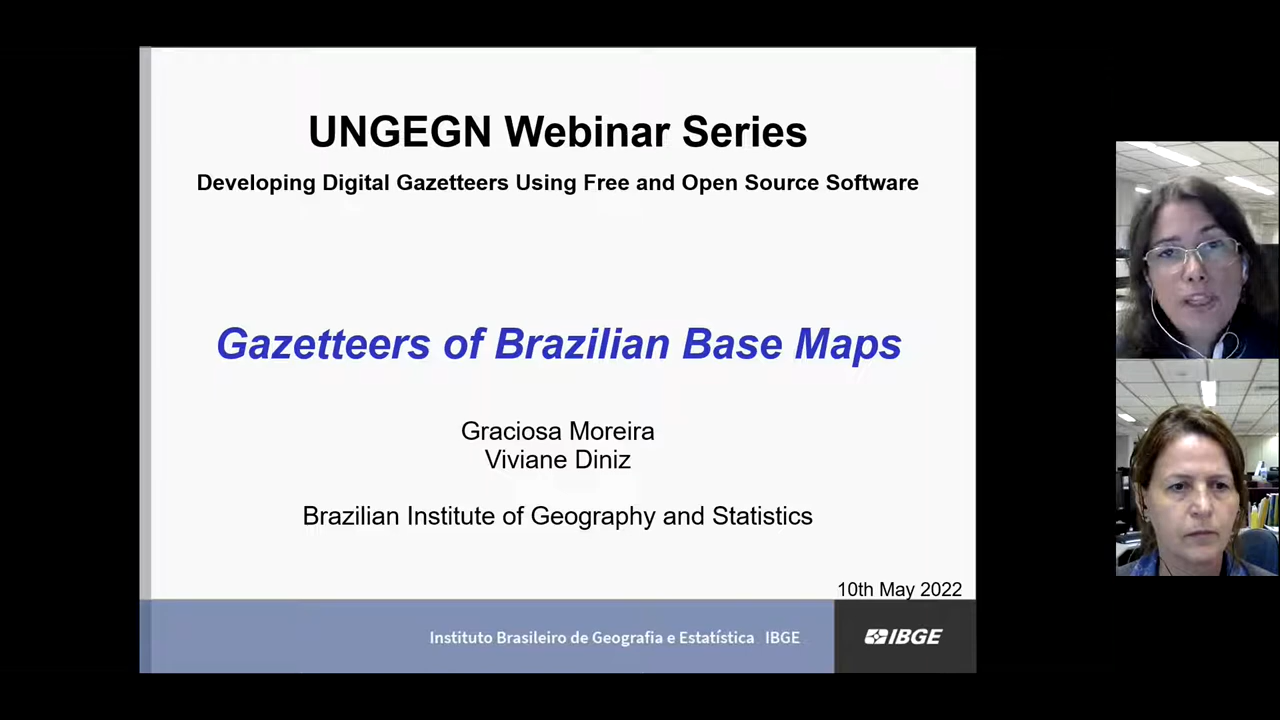 UNGEGN Webinar Series
Developing Digital Gazetteers Using Free and Open Source Software
Gazetteers of Brazilian Base Maps
Graciosa Moreira
Viviane Diniz
Brazilian Institute of Geography and Statistics
10th May 2022
Instituto Brasileiro de Geografia e Estatística IBGE
IBGE